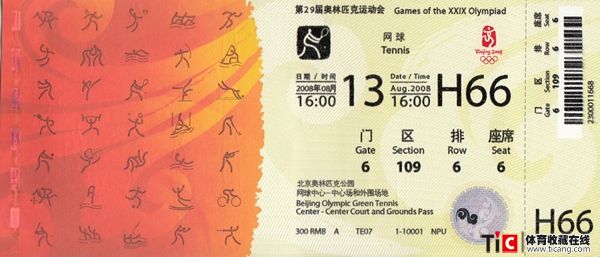 第29届奥林匹克运动会 Games of the XXIX Olympiad
网球
Tennis
Beijing 2008
日期 / 时间
2008年08月
16:00
13
Date / Time
Aug.2008
16:00
H66
门 区 排 座席
Gate Section Row Seat
6 109 6 6
北京奥林匹克公园
网球中心—中心场和外围场地
Beijing Olympic Green Tennis
Center - Center Court and Grounds Pass
300 RMB A TE07 1-10001 NPU
座席 Seat 6
排 Row 6
区 Section 109
门 Gate 6
2300011668
H66
TiC 体育收藏在线
www.ticang.com